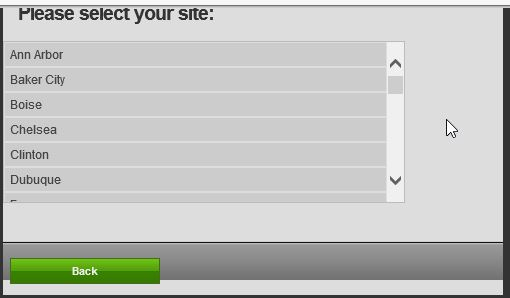 Please select your site:
Ann Arbor
Baker City
Boise
Chelsea
Clinton
Dubuque
Back